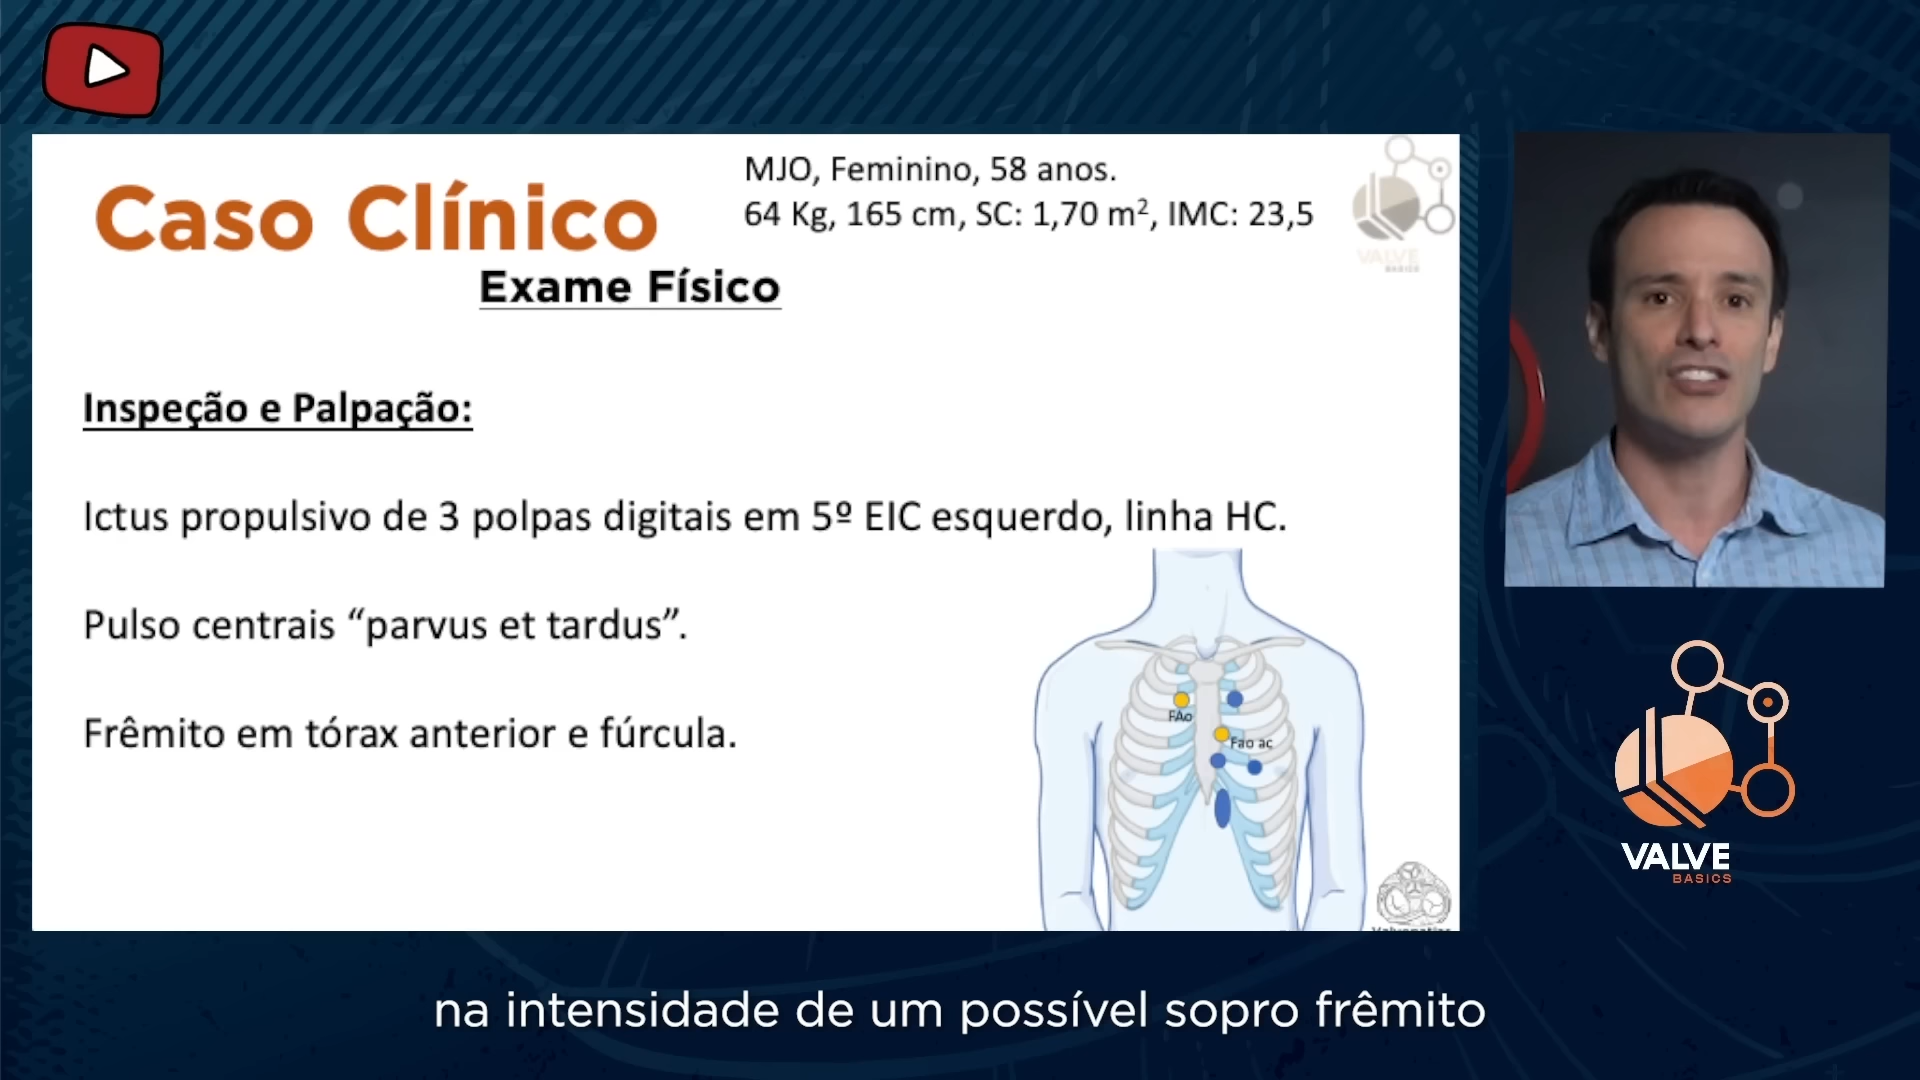 MJO, Feminino, 58 anos.
64 Kg, 165 cm, SC: 1,70 m², IMC: 23,5
Caso Clínico
VALVE
BASICS
Exame Físico
Inspeção e Palpação:
Ictus propulsivo de 3 polpas digitais em 5º EIC esquerdo, linha HC.
Pulso centrais “parvus et tardus”.
Frêmito em tórax anterior e fúrcula.
FAo
Fao ac
VALVE
BASICS
na intensidade de um possível sopro frêmito